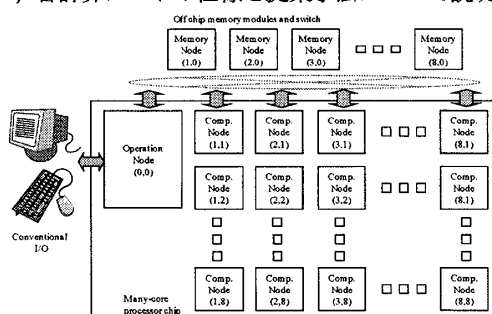 Off chip memory modules and switch
Memory
Node
(1,0)
Memory
Node
(2,0)
Memory
Node
(3,0)
Memory
Node
(8,0)
Operation
Node
(0,0)
Comp.
Node
(1,1)
Comp.
Node
(2,1)
Comp.
Node
(3,1)
Comp.
Node
(8,1)
Comp.
Node
(1,2)
Comp.
Node
(2,2)
Comp.
Node
(3,2)
Comp.
Node
(8,1)
Conventional
I/O
Many-core
processor chip
Comp.
Node
(1,8)
Comp.
Node
(2,8)
Comp.
Node
(3,8)
Comp.
Node
(8,8)